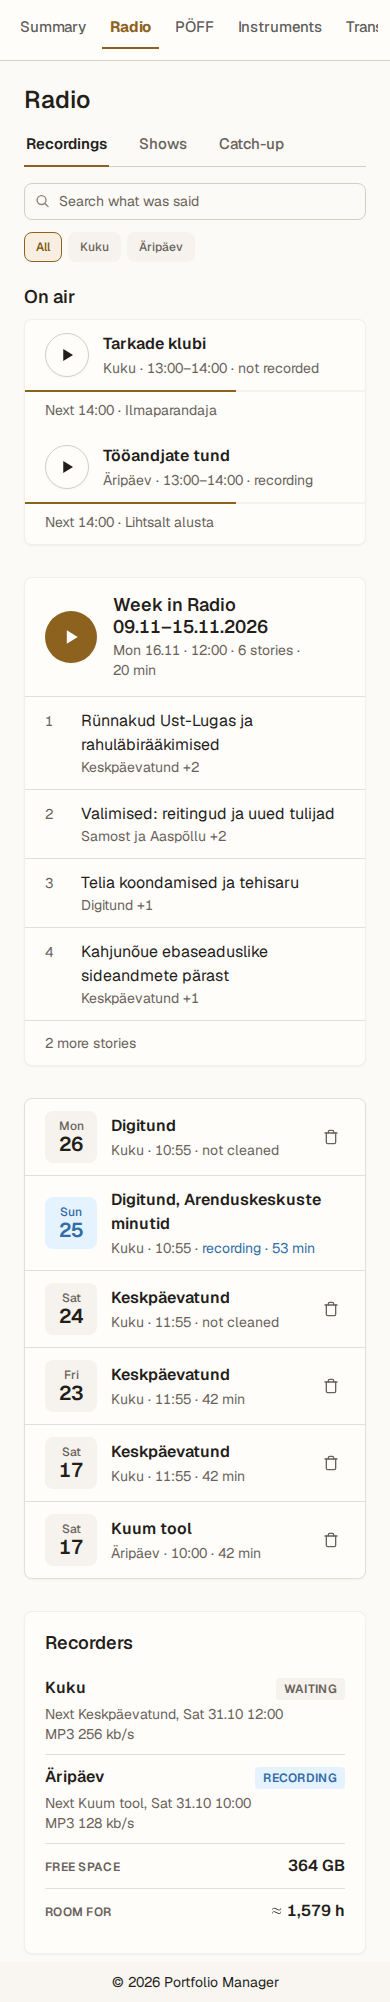 Summary Radio PÖFF Instruments Trans
Radio
Recordings Shows Catch-up
Search what was said
All Kuku Äripäev
On air
Tarkade klubi
Kuku · 13:00–14:00 · not recorded
Next 14:00 · Ilmaparandaja
Tööandjate tund
Äripäev · 13:00–14:00 · recording
Next 14:00 · Lihtsalt alusta
Week in Radio
09.11–15.11.2026
Mon 16.11 · 12:00 · 6 stories ·
20 min
1 Rünnakud Ust-Lugas ja
rahuläbirääkimised
Keskpäevatund +2
2 Valimised: reitingud ja uued tulijad
Samost ja Aaspõllu +2
3 Telia koondamised ja tehisaru
Digitund +1
4 Kahjunõue ebaseaduslike
sideandmete pärast
Keskpäevatund +1
2 more stories
Mon
26
Digitund
Kuku · 10:55 · not cleaned
Sun
25
Digitund, Arenduskeskuste
minutid
Kuku · 10:55 · recording · 53 min
Sat
24
Keskpäevatund
Kuku · 11:55 · not cleaned
Fri
23
Keskpäevatund
Kuku · 11:55 · 42 min
Sat
17
Keskpäevatund
Kuku · 11:55 · 42 min
Sat
17
Kuum tool
Äripäev · 10:00 · 42 min
Recorders
Kuku WAITING
Next Keskpäevatund, Sat 31.10 12:00
MP3 256 kb/s
Äripäev RECORDING
Next Kuum tool, Sat 31.10 10:00
MP3 128 kb/s
FREE SPACE 364 GB
ROOM FOR ≈ 1,579 h
© 2026 Portfolio Manager